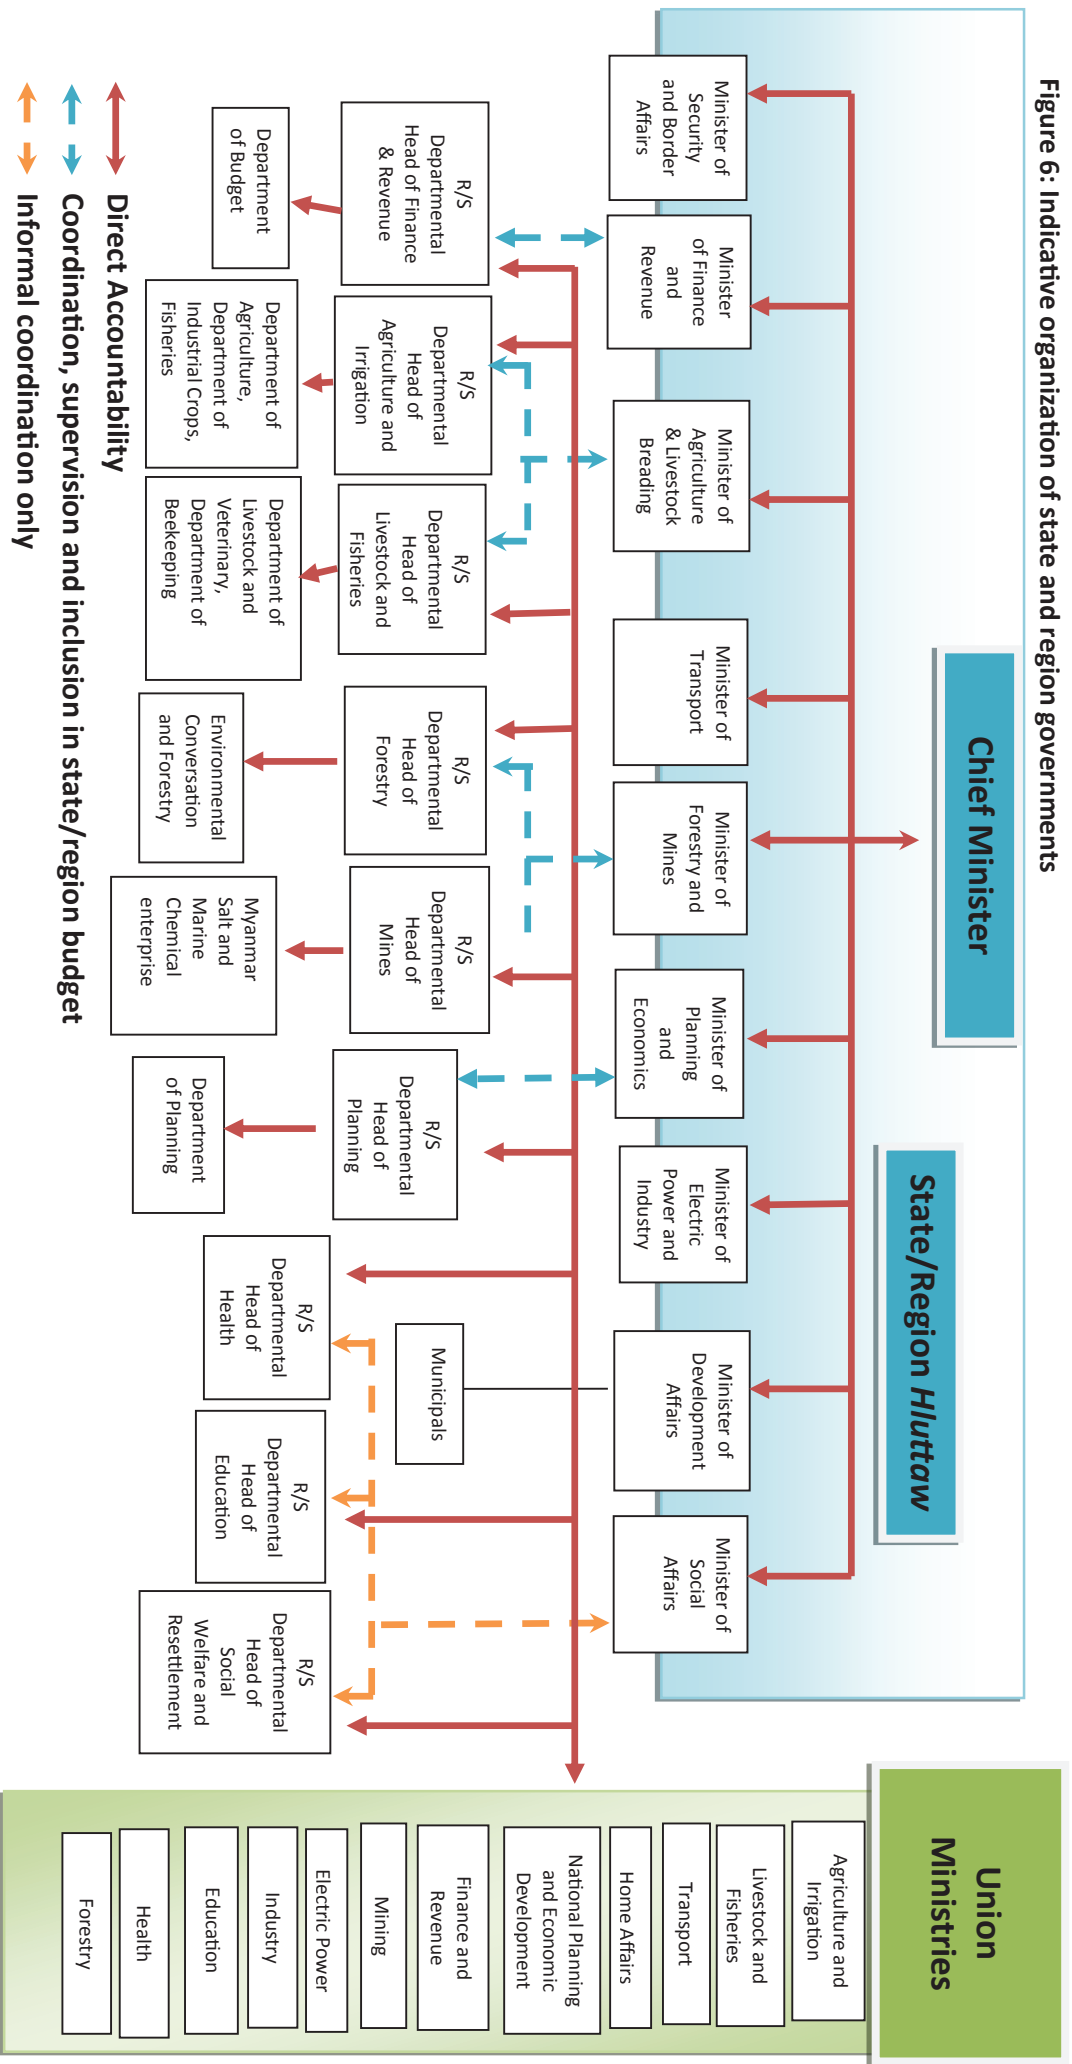 Figure 6: Indicative organization of state and region governments
Chief Minister
State/Region Hluttaw
Union
Ministries
Minister of
Security
and Border
Affairs
Minister
of Finance
and
Revenue
Minister of
Agriculture
& Livestock
Breading
Minister of
Transport
Minister of
Forestry and
Mines
Minister of
Planning
and
Economics
Minister of
Electric
Power and
Industry
Minister of
Development
Affairs
Minister of
Social
Affairs
R/S
Departmental
Head of Finance
& Revenue
R/S
Departmental
Head of
Agriculture and
Irrigation
R/S
Departmental
Head of
Livestock and
Fisheries
R/S
Departmental
Head of
Forestry
R/S
Departmental
Head of
Mines
R/S
Departmental
Head of
Planning
Municipals
R/S
Departmental
Head of
Health
R/S
Departmental
Head of
Education
R/S
Departmental
Head of
Social
Welfare and
Resettlement
Department
of Budget
Department of
Agriculture,
Department of
Industrial Crops,
Fisheries
Department of
Livestock and
Veterinary,
Department of
Beekeeping
Environmental
Conversation
and Forestry
Myanmar
Salt and
Marine
Chemical
enterprise
Department
of Planning
Agriculture and
Irrigation
Livestock and
Fisheries
Transport
Home Affairs
National Planning
and Economic
Development
Finance and
Revenue
Mining
Electric Power
Industry
Education
Health
Forestry
Direct Accountability
Coordination, supervision and inclusion in state/region budget
Informal coordination only